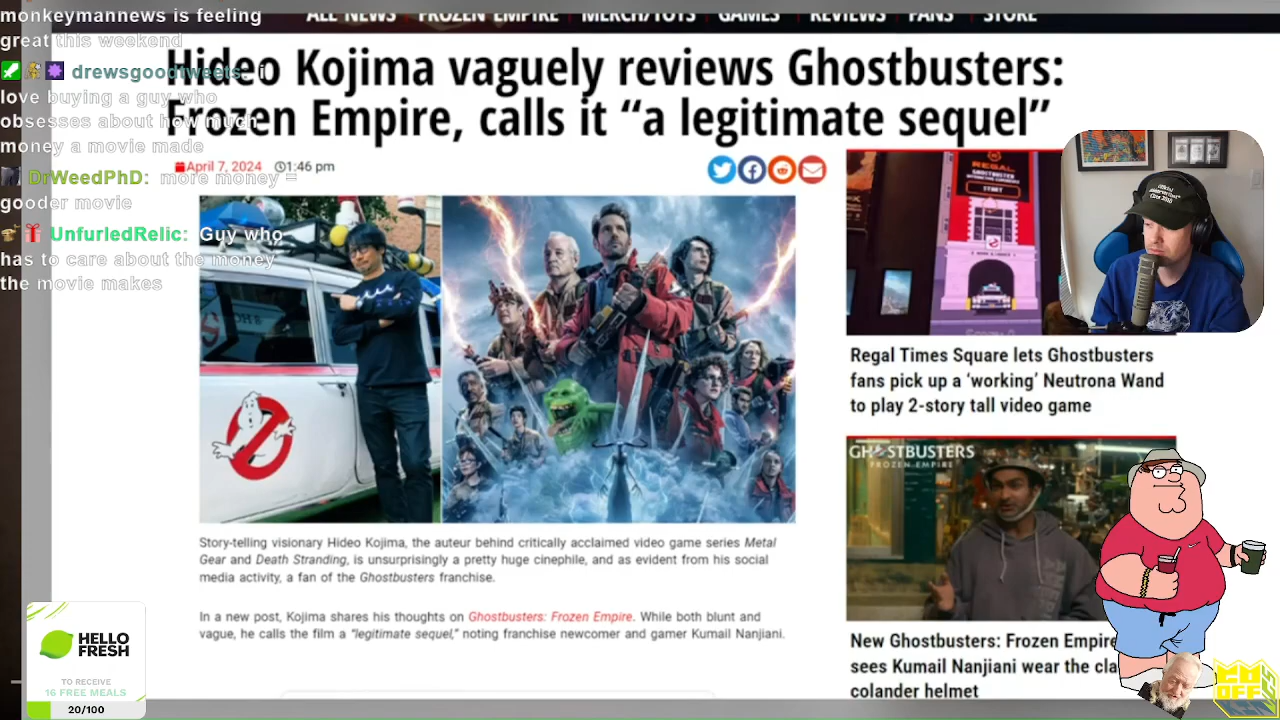 ALL NEWS FROZEN EMPIRE MERCH/TOYS GAMES REVIEWS FANS STORE
monkeymannews is feeling
great this weekend
drewsgoodtweets: i
love buying a guy who
obsesses about how much
money a movie made
DrWeedPhD: more money =
gooder movie
UnfurledRelic: Guy who
has to care about the money
the movie makes
Hideo Kojima vaguely reviews Ghostbusters:
Frozen Empire, calls it “a legitimate sequel”
April 7, 2024 1:46 pm
Story-telling visionary Hideo Kojima, the auteur behind critically acclaimed video game series Metal
Gear and Death Stranding, is unsurprisingly a pretty huge cinephile, and as evident from his social
media activity, a fan of the Ghostbusters franchise.
In a new post, Kojima shares his thoughts on Ghostbusters: Frozen Empire. While both blunt and
vague, he calls the film a “legitimate sequel,” noting franchise newcomer and gamer Kumail Nanjiani.
REGAL
GHOSTBUSTERS
START
Regal Times Square lets Ghostbusters
fans pick up a ‘working’ Neutrona Wand
to play 2-story tall video game
GHOSTBUSTERS
FROZEN EMPIRE
New Ghostbusters: Frozen Empire
sees Kumail Nanjiani wear the cla
colander helmet
HELLO
FRESH
TO RECEIVE
16 FREE MEALS
20/100
GO
OFF